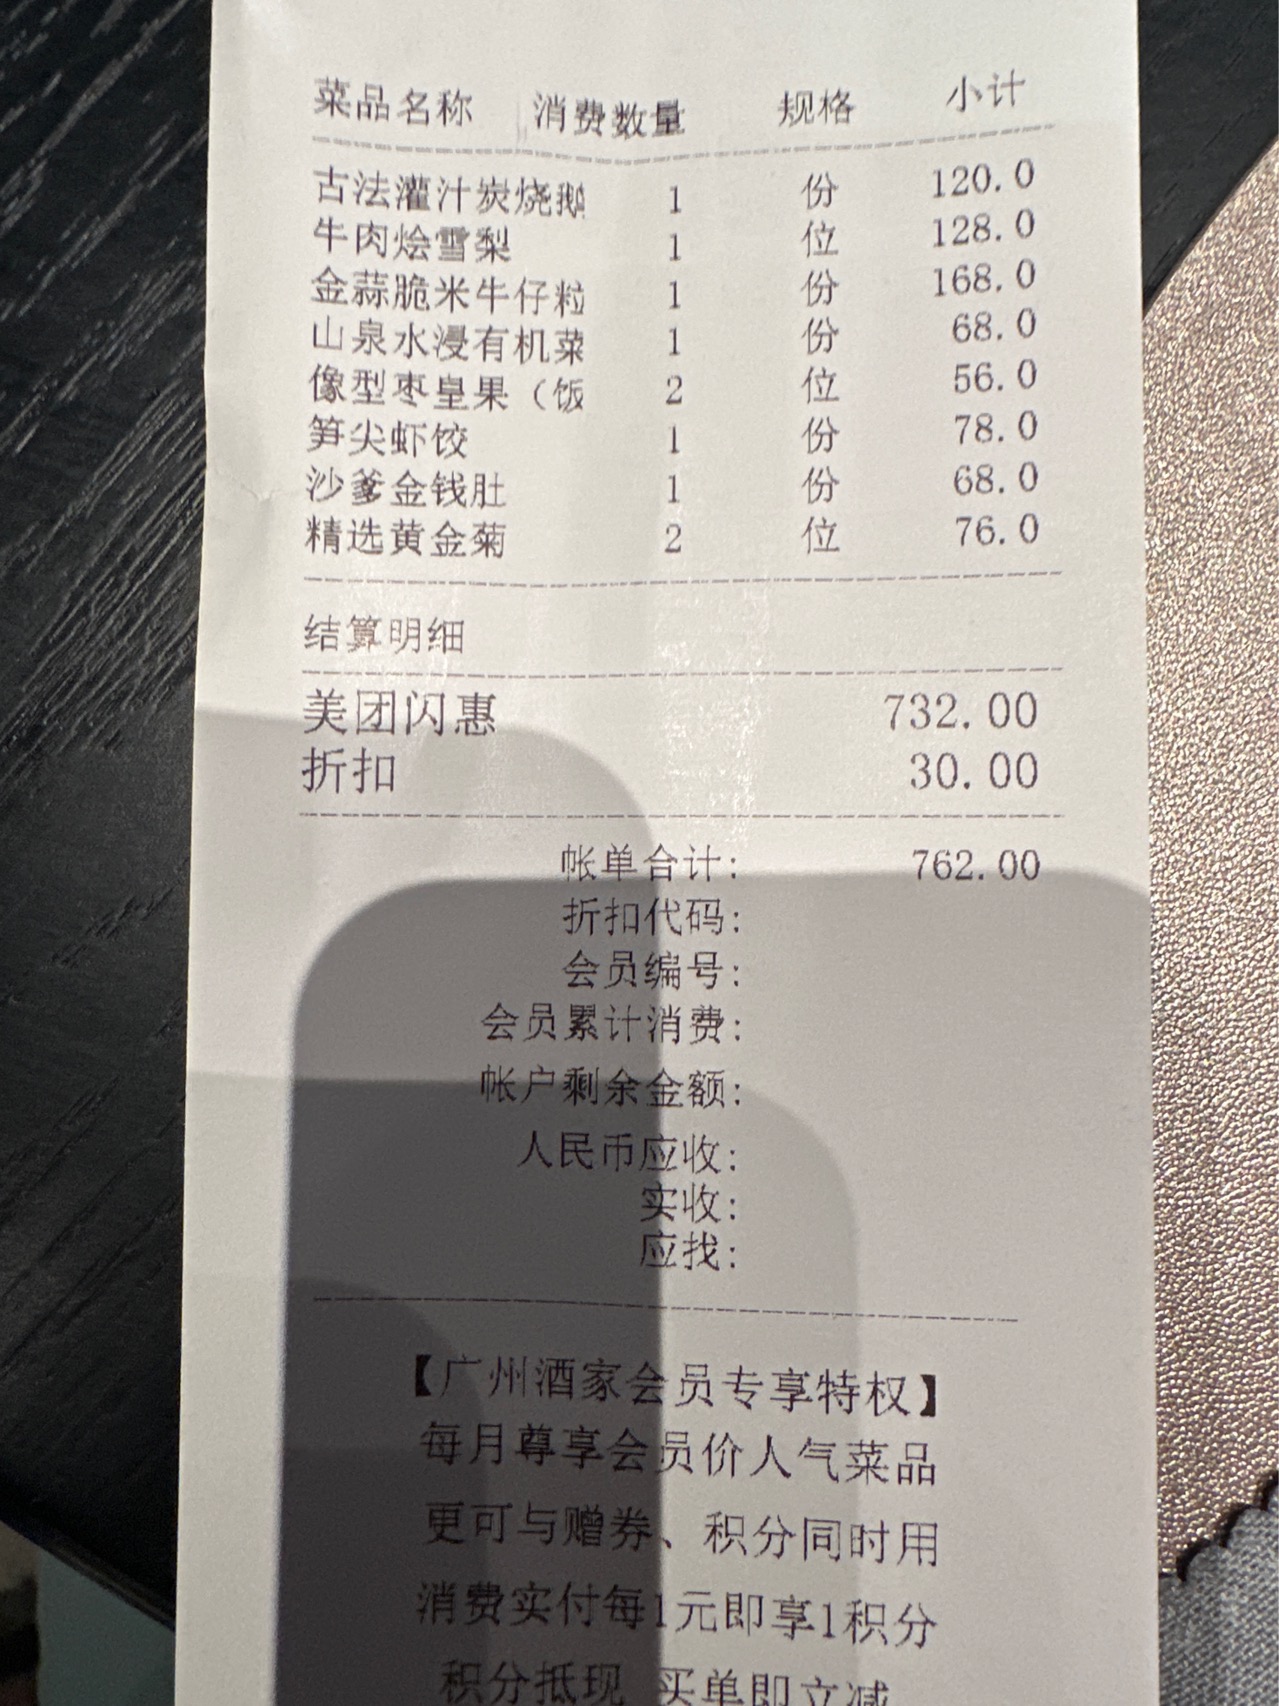 菜品名称 消费数量 规格 小计
古法灌汁炭烧鹅 1 份 120.0
牛肉烩雪梨 1 位 128.0
金蒜脆米牛仔粒 1 份 168.0
山泉水浸有机菜 1 份 68.0
像型枣皇果（饭 2 位 56.0
笋尖虾饺 1 份 78.0
沙爹金钱肚 1 份 68.0
精选黄金菊 2 位 76.0
结算明细
美团闪惠 732.00
折扣 30.00
帐单合计: 762.00
折扣代码:
会员编号:
会员累计消费:
帐户剩余金额:
人民币应收:
实收:
应找:
【广州酒家会员专享特权】
每月尊享会员价人气菜品
更可与赠券、积分同时用
消费实付每1元即享1积分
积分抵现 买单即立减